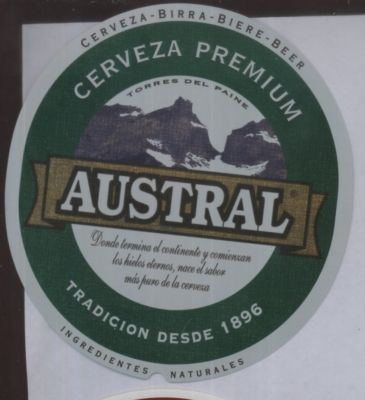 CERVEZA-BIRRA-BIERE-BEER
CERVEZA PREMIUM
TORRES DEL PAINE
AUSTRAL
Donde termina el continente y comienzan
los hielos eternos, nace el sabor
más puro de la cerveza
TRADICION DESDE 1896
INGREDIENTES NATURALES